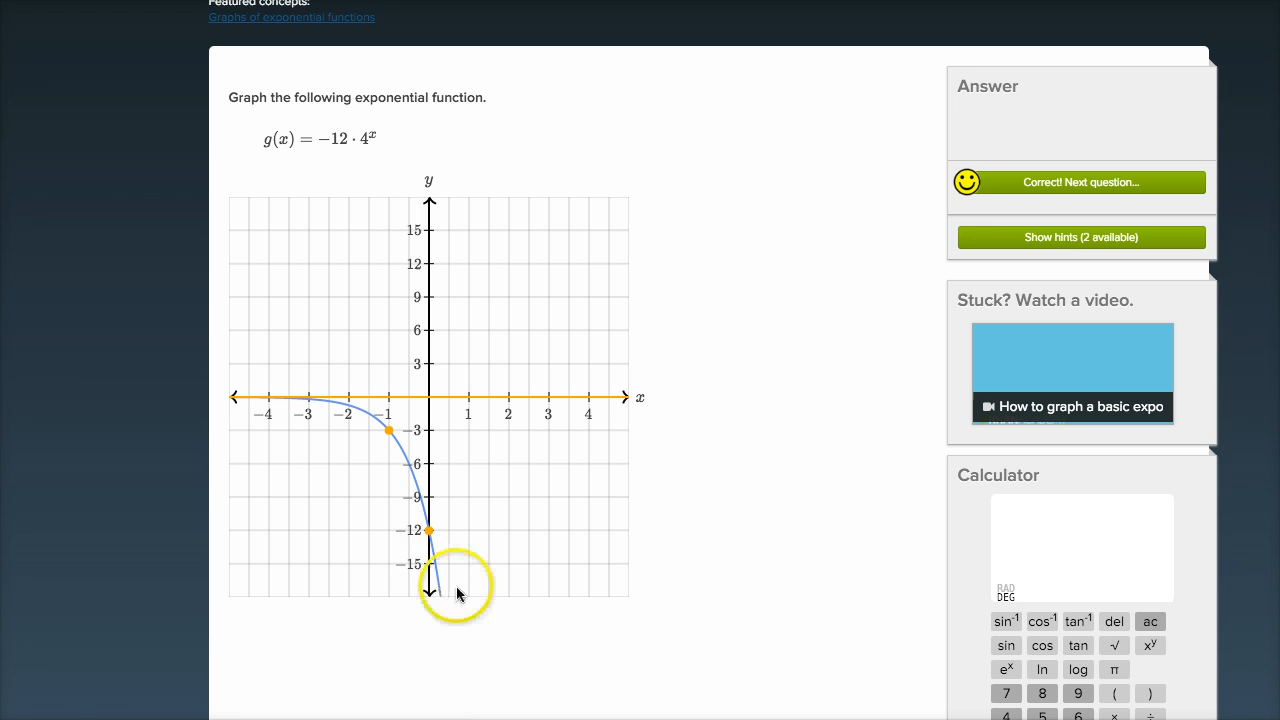 Featured concepts:
Graphs of exponential functions
Graph the following exponential function.
g(x) = −12 · 4ˣ
y
15
12
9
6
3
x
−4 −3 −2 −1 1 2 3 4
−3
−6
−9
−12
−15
Answer
Correct! Next question...
Show hints (2 available)
Stuck? Watch a video.
How to graph a basic expo
Calculator
RAD
DEG
sin⁻¹ cos⁻¹ tan⁻¹ del ac
sin cos tan √ xʸ
eˣ ln log π
7 8 9 ( )
4 5 6 × ÷